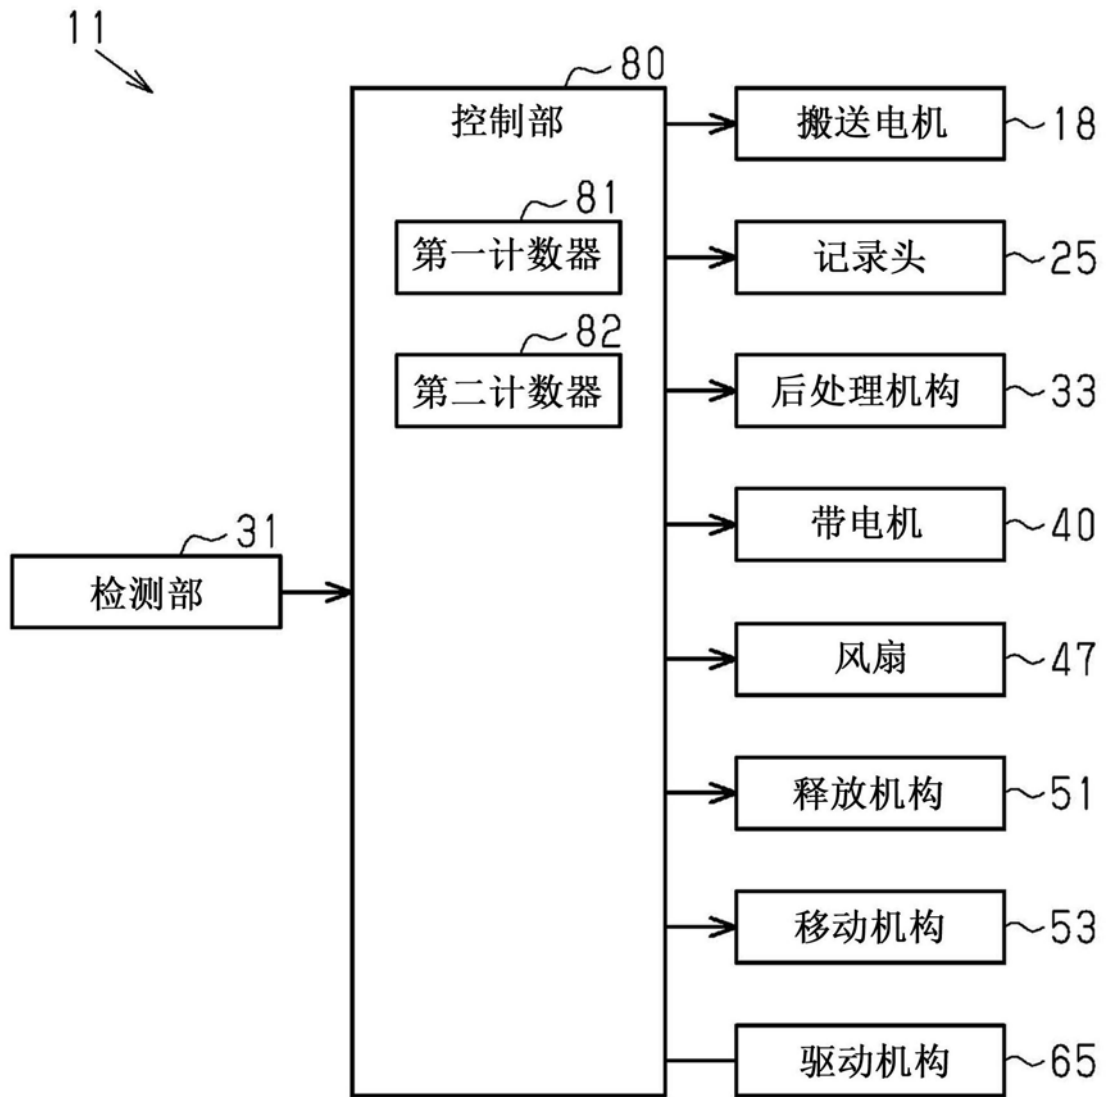 11
80
控制部
搬送电机
18
81
第一计数器
记录头
25
82
第二计数器
后处理机构
33
31
检测部
带电机
40
风扇
47
释放机构
51
移动机构
53
驱动机构
65